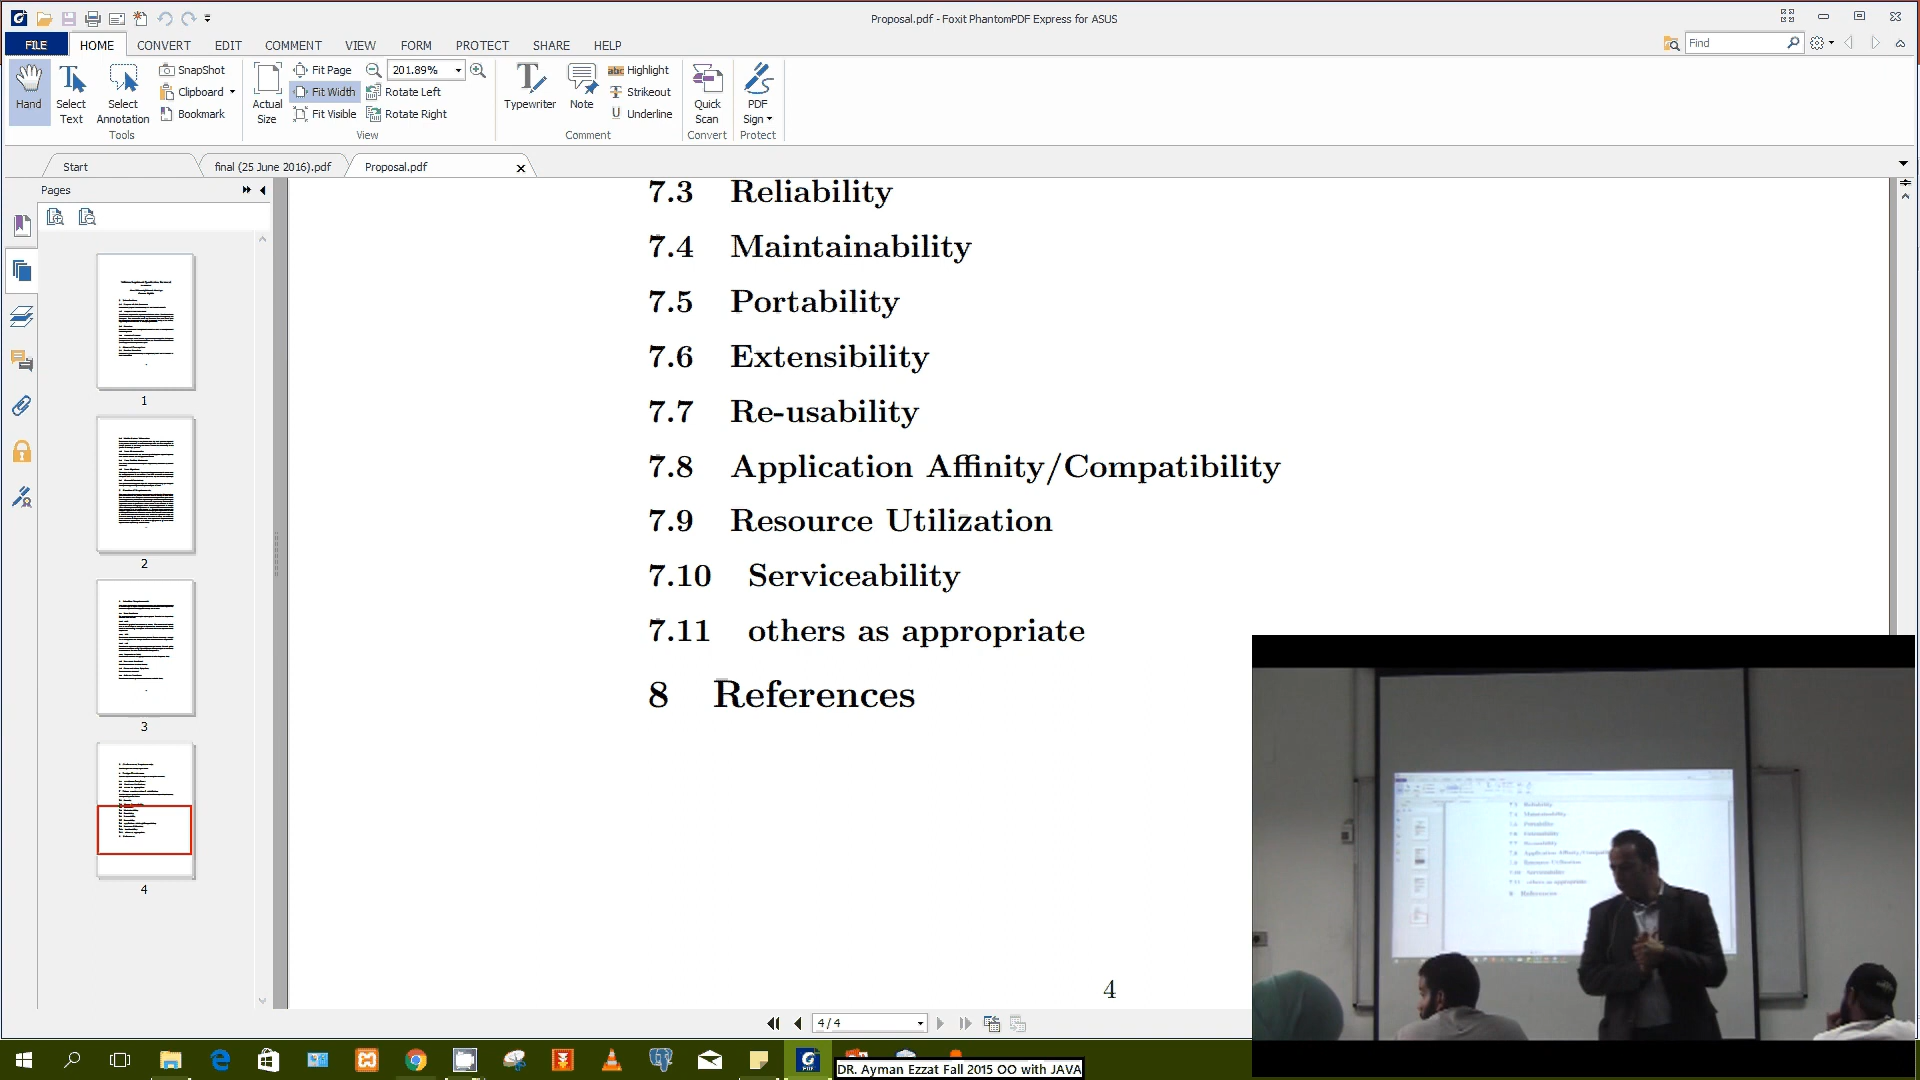 Proposal.pdf - Foxit PhantomPDF Express for ASUS
FILE HOME CONVERT EDIT COMMENT VIEW FORM PROTECT SHARE HELP
Find
Hand
Select Text
Select Annotation
SnapShot
Clipboard
Bookmark
Tools
Actual Size
Fit Page
Fit Width
Fit Visible
201.89%
Rotate Left
Rotate Right
View
Typewriter
Note
Highlight
Strikeout
Underline
Comment
Quick Scan
Convert
PDF Sign
Protect
Start
final (25 June 2016).pdf
Proposal.pdf
Pages
1
2
3
4
7.3 Reliability
7.4 Maintainability
7.5 Portability
7.6 Extensibility
7.7 Re-usability
7.8 Application Affinity/Compatibility
7.9 Resource Utilization
7.10 Serviceability
7.11 others as appropriate
8 References
4
4 / 4
DR. Ayman Ezzat Fall 2015 OO with JAVA